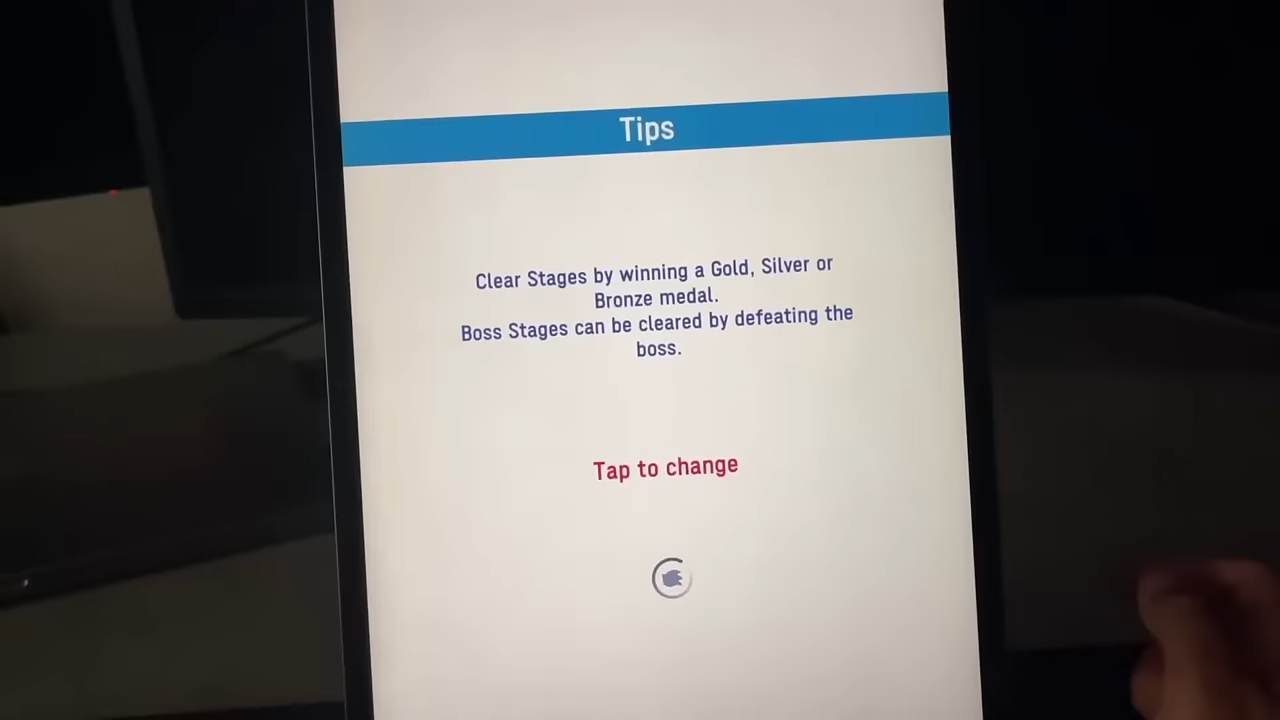 Tips
Clear Stages by winning a Gold, Silver or
Bronze medal.
Boss Stages can be cleared by defeating the
boss.
Tap to change